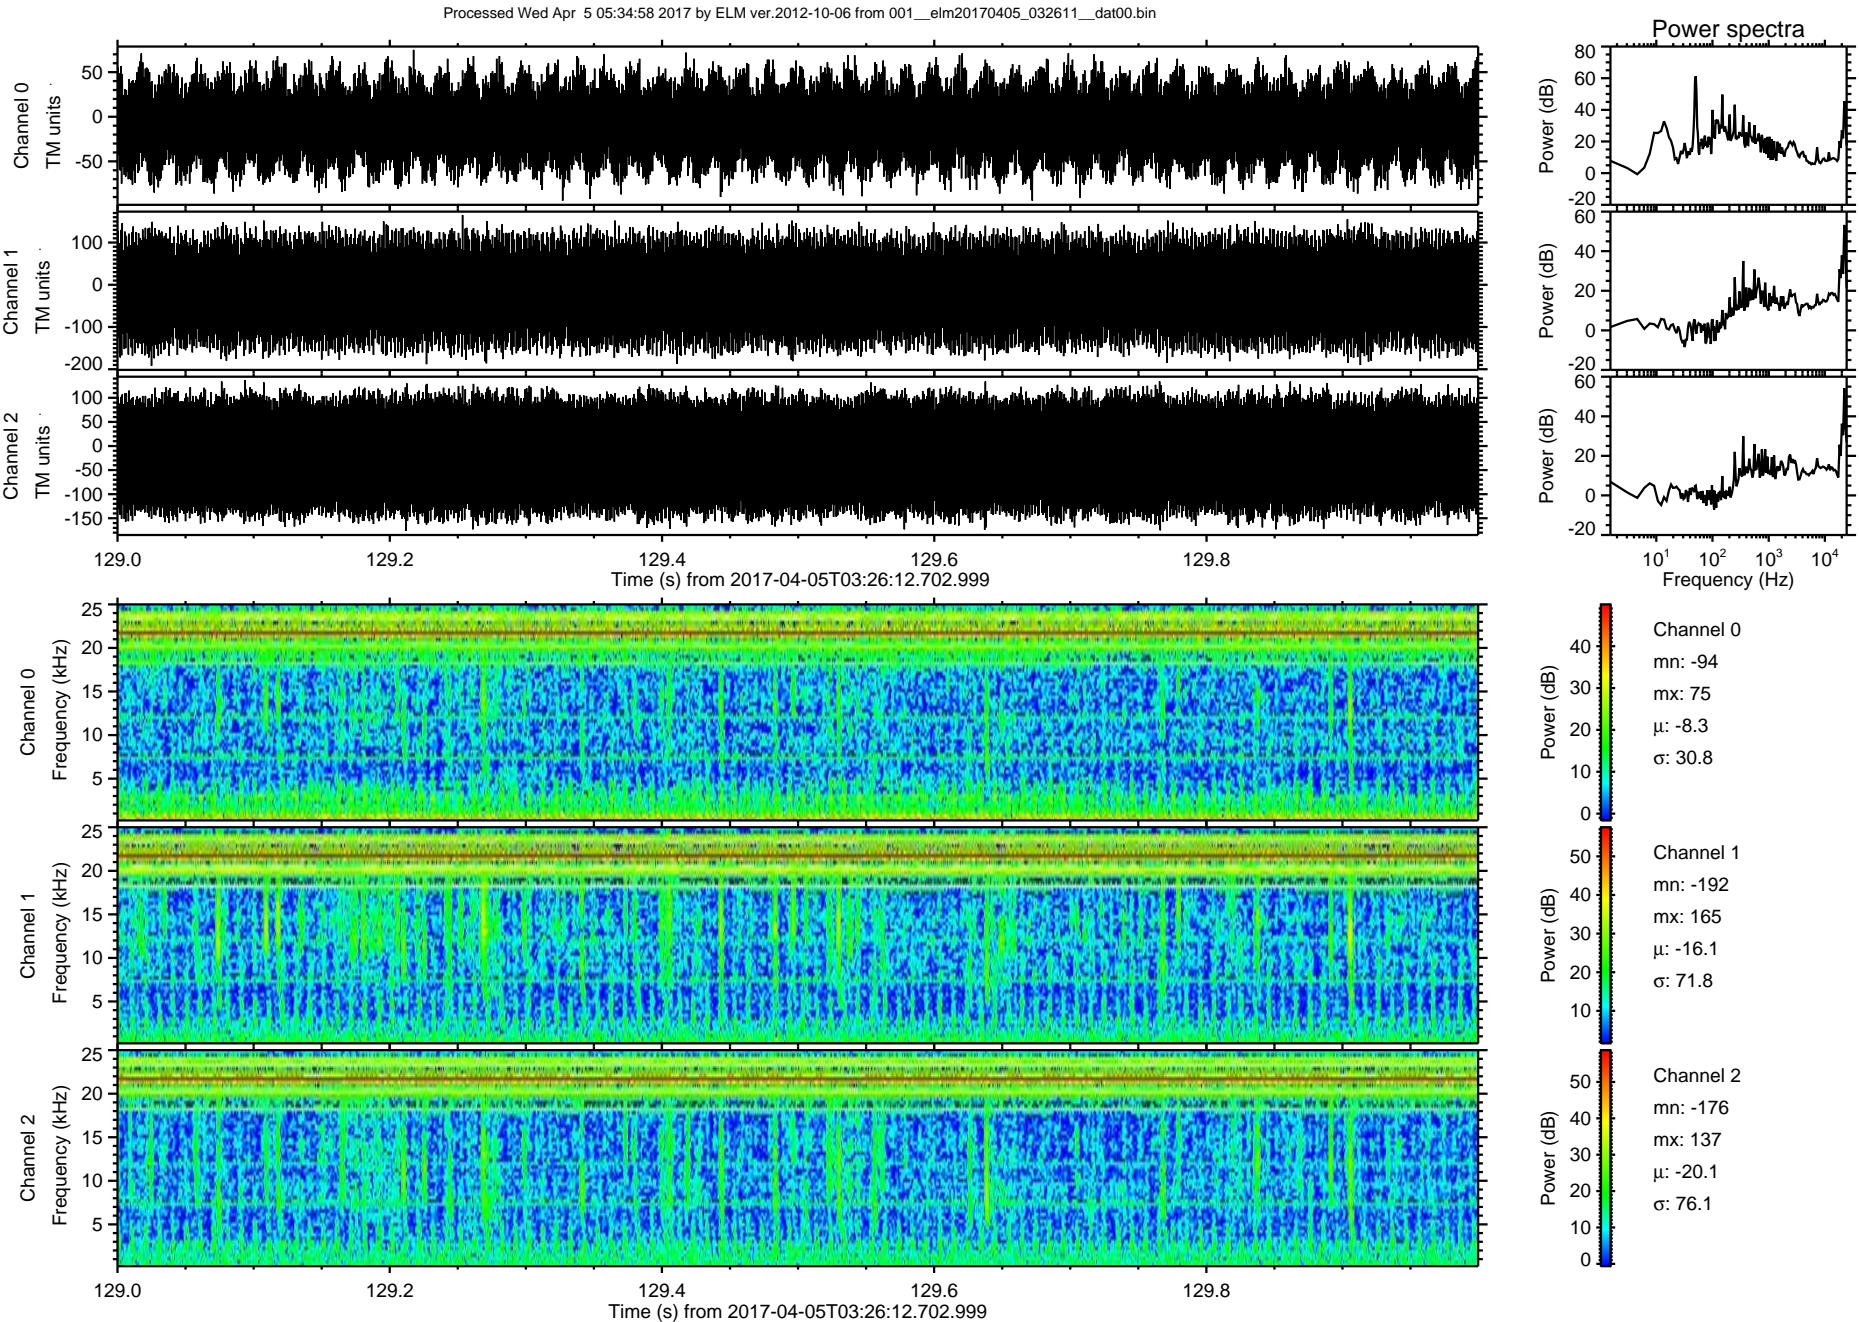 Processed Wed Apr  5 05:34:58 2017 by ELM ver.2012-10-06 from 001__elm20170405_032611__dat00.bin
Power spectra
Channel 0
TM units
50
0
-50
Power (dB)
80
60
40
20
0
-20
Channel 1
TM units
100
0
-100
-200
Power (dB)
60
40
20
0
-20
Channel 2
TM units
100
50
0
-50
-100
-150
Power (dB)
60
40
20
0
-20
129.0 129.2 129.4 129.6 129.8
Time (s) from 2017-04-05T03:26:12.702.999
10¹ 10² 10³ 10⁴
Frequency (Hz)
Channel 0
Frequency (kHz)
25
20
15
10
5
Power (dB)
40
30
20
10
0
Channel 0
mn: -94
mx: 75
μ: -8.3
σ: 30.8
Channel 1
Frequency (kHz)
25
20
15
10
5
Power (dB)
50
40
30
20
10
Channel 1
mn: -192
mx: 165
μ: -16.1
σ: 71.8
Channel 2
Frequency (kHz)
25
20
15
10
5
Power (dB)
50
40
30
20
10
0
Channel 2
mn: -176
mx: 137
μ: -20.1
σ: 76.1
129.0 129.2 129.4 129.6 129.8
Time (s) from 2017-04-05T03:26:12.702.999